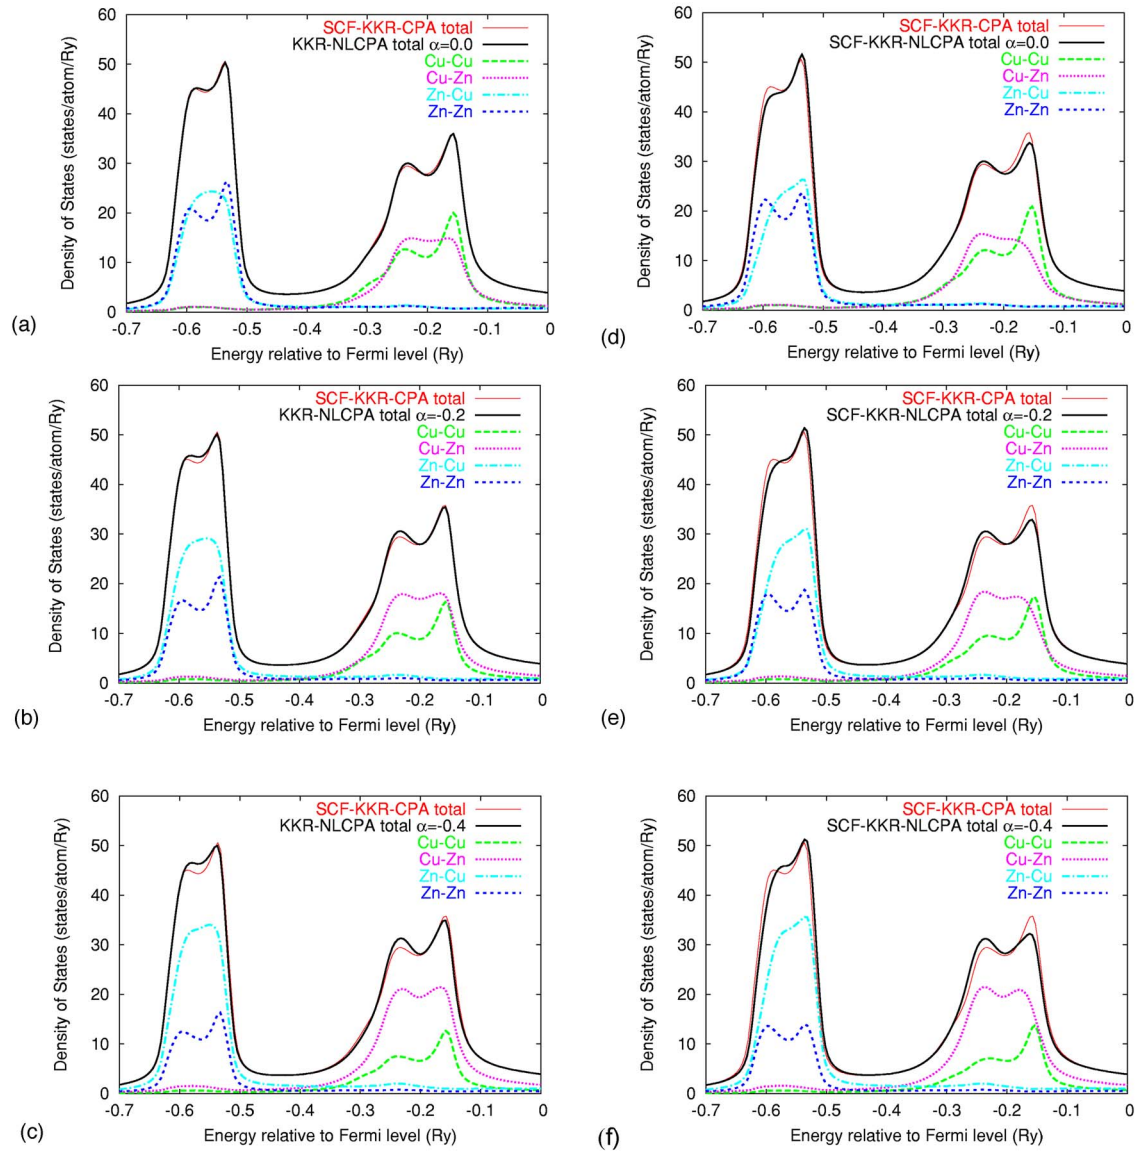 60
50
40
30
20
10
0
Density of States (states/atom/Ry)
SCF-KKR-CPA total
KKR-NLCPA total α=0.0
Cu-Cu
Cu-Zn
Zn-Cu
Zn-Zn
-0.7 -0.6 -0.5 -0.4 -0.3 -0.2 -0.1 0
Energy relative to Fermi level (Ry)
(a)
60
50
40
30
20
10
0
Density of States (states/atom/Ry)
SCF-KKR-CPA total
SCF-KKR-NLCPA total α=0.0
Cu-Cu
Cu-Zn
Zn-Cu
Zn-Zn
-0.7 -0.6 -0.5 -0.4 -0.3 -0.2 -0.1 0
Energy relative to Fermi level (Ry)
(d)
60
50
40
30
20
10
0
Density of States (states/atom/Ry)
SCF-KKR-CPA total
KKR-NLCPA total α=-0.2
Cu-Cu
Cu-Zn
Zn-Cu
Zn-Zn
-0.7 -0.6 -0.5 -0.4 -0.3 -0.2 -0.1 0
Energy relative to Fermi level (Ry)
(b)
60
50
40
30
20
10
0
Density of States (states/atom/Ry)
SCF-KKR-CPA total
SCF-KKR-NLCPA total α=-0.2
Cu-Cu
Cu-Zn
Zn-Cu
Zn-Zn
-0.7 -0.6 -0.5 -0.4 -0.3 -0.2 -0.1 0
Energy relative to Fermi level (Ry)
(e)
60
50
40
30
20
10
0
Density of States (states/atom/Ry)
SCF-KKR-CPA total
KKR-NLCPA total α=-0.4
Cu-Cu
Cu-Zn
Zn-Cu
Zn-Zn
-0.7 -0.6 -0.5 -0.4 -0.3 -0.2 -0.1 0
Energy relative to Fermi level (Ry)
(c)
60
50
40
30
20
10
0
Density of States (states/atom/Ry)
SCF-KKR-CPA total
SCF-KKR-NLCPA total α=-0.4
Cu-Cu
Cu-Zn
Zn-Cu
Zn-Zn
-0.7 -0.6 -0.5 -0.4 -0.3 -0.2 -0.1 0
Energy relative to Fermi level (Ry)
(f)